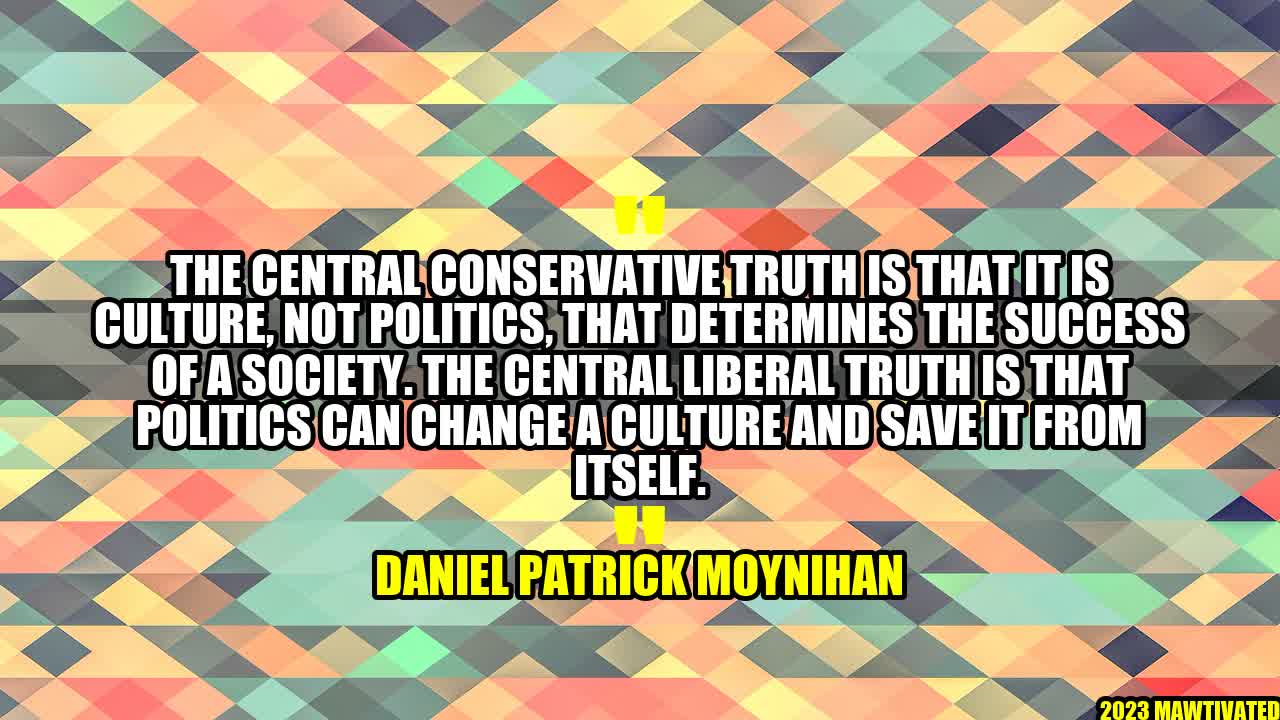 "
THE CENTRAL CONSERVATIVE TRUTH IS THAT IT IS
CULTURE, NOT POLITICS, THAT DETERMINES THE SUCCESS
OF A SOCIETY. THE CENTRAL LIBERAL TRUTH IS THAT
POLITICS CAN CHANGE A CULTURE AND SAVE IT FROM
ITSELF.
"
DANIEL PATRICK MOYNIHAN
2023 MAWTIVATED